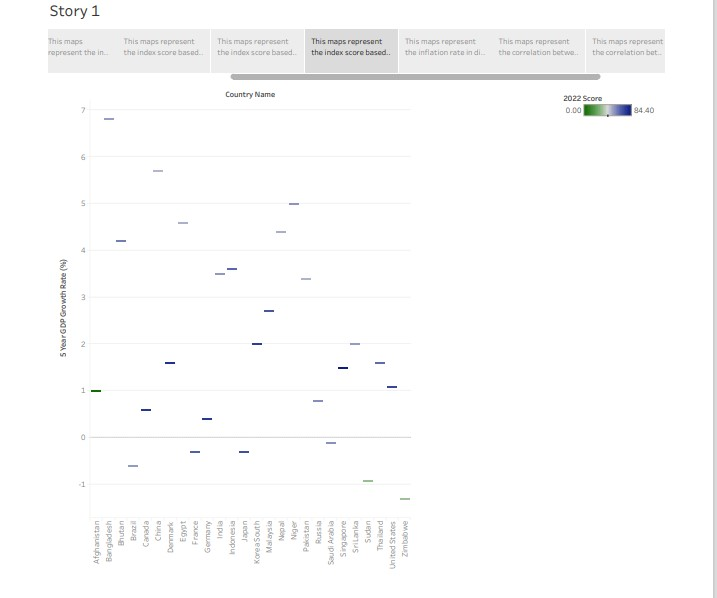 Story 1
This maps
represent the in...
This maps represent
the index score based..
This maps represent
the index score based..
This maps represent
the index score based..
This maps represent
the inflation rate in di...
This maps represent
the correlation betwe..
This maps represent
the correlation bet..
Country Name
2022 Score
0.00
84.40
5 Year GDP Growth Rate (%)
7
6
5
4
3
2
1
0
-1
Afghanistan
Bangladesh
Bhutan
Brazil
Canada
China
Denmark
Egypt
France
Germany
India
Indonesia
Japan
Korea South
Malaysia
Nepal
Niger
Pakistan
Russia
Saudi Arabia
Singapore
Sri Lanka
Sudan
Thailand
United States
Zimbabwe